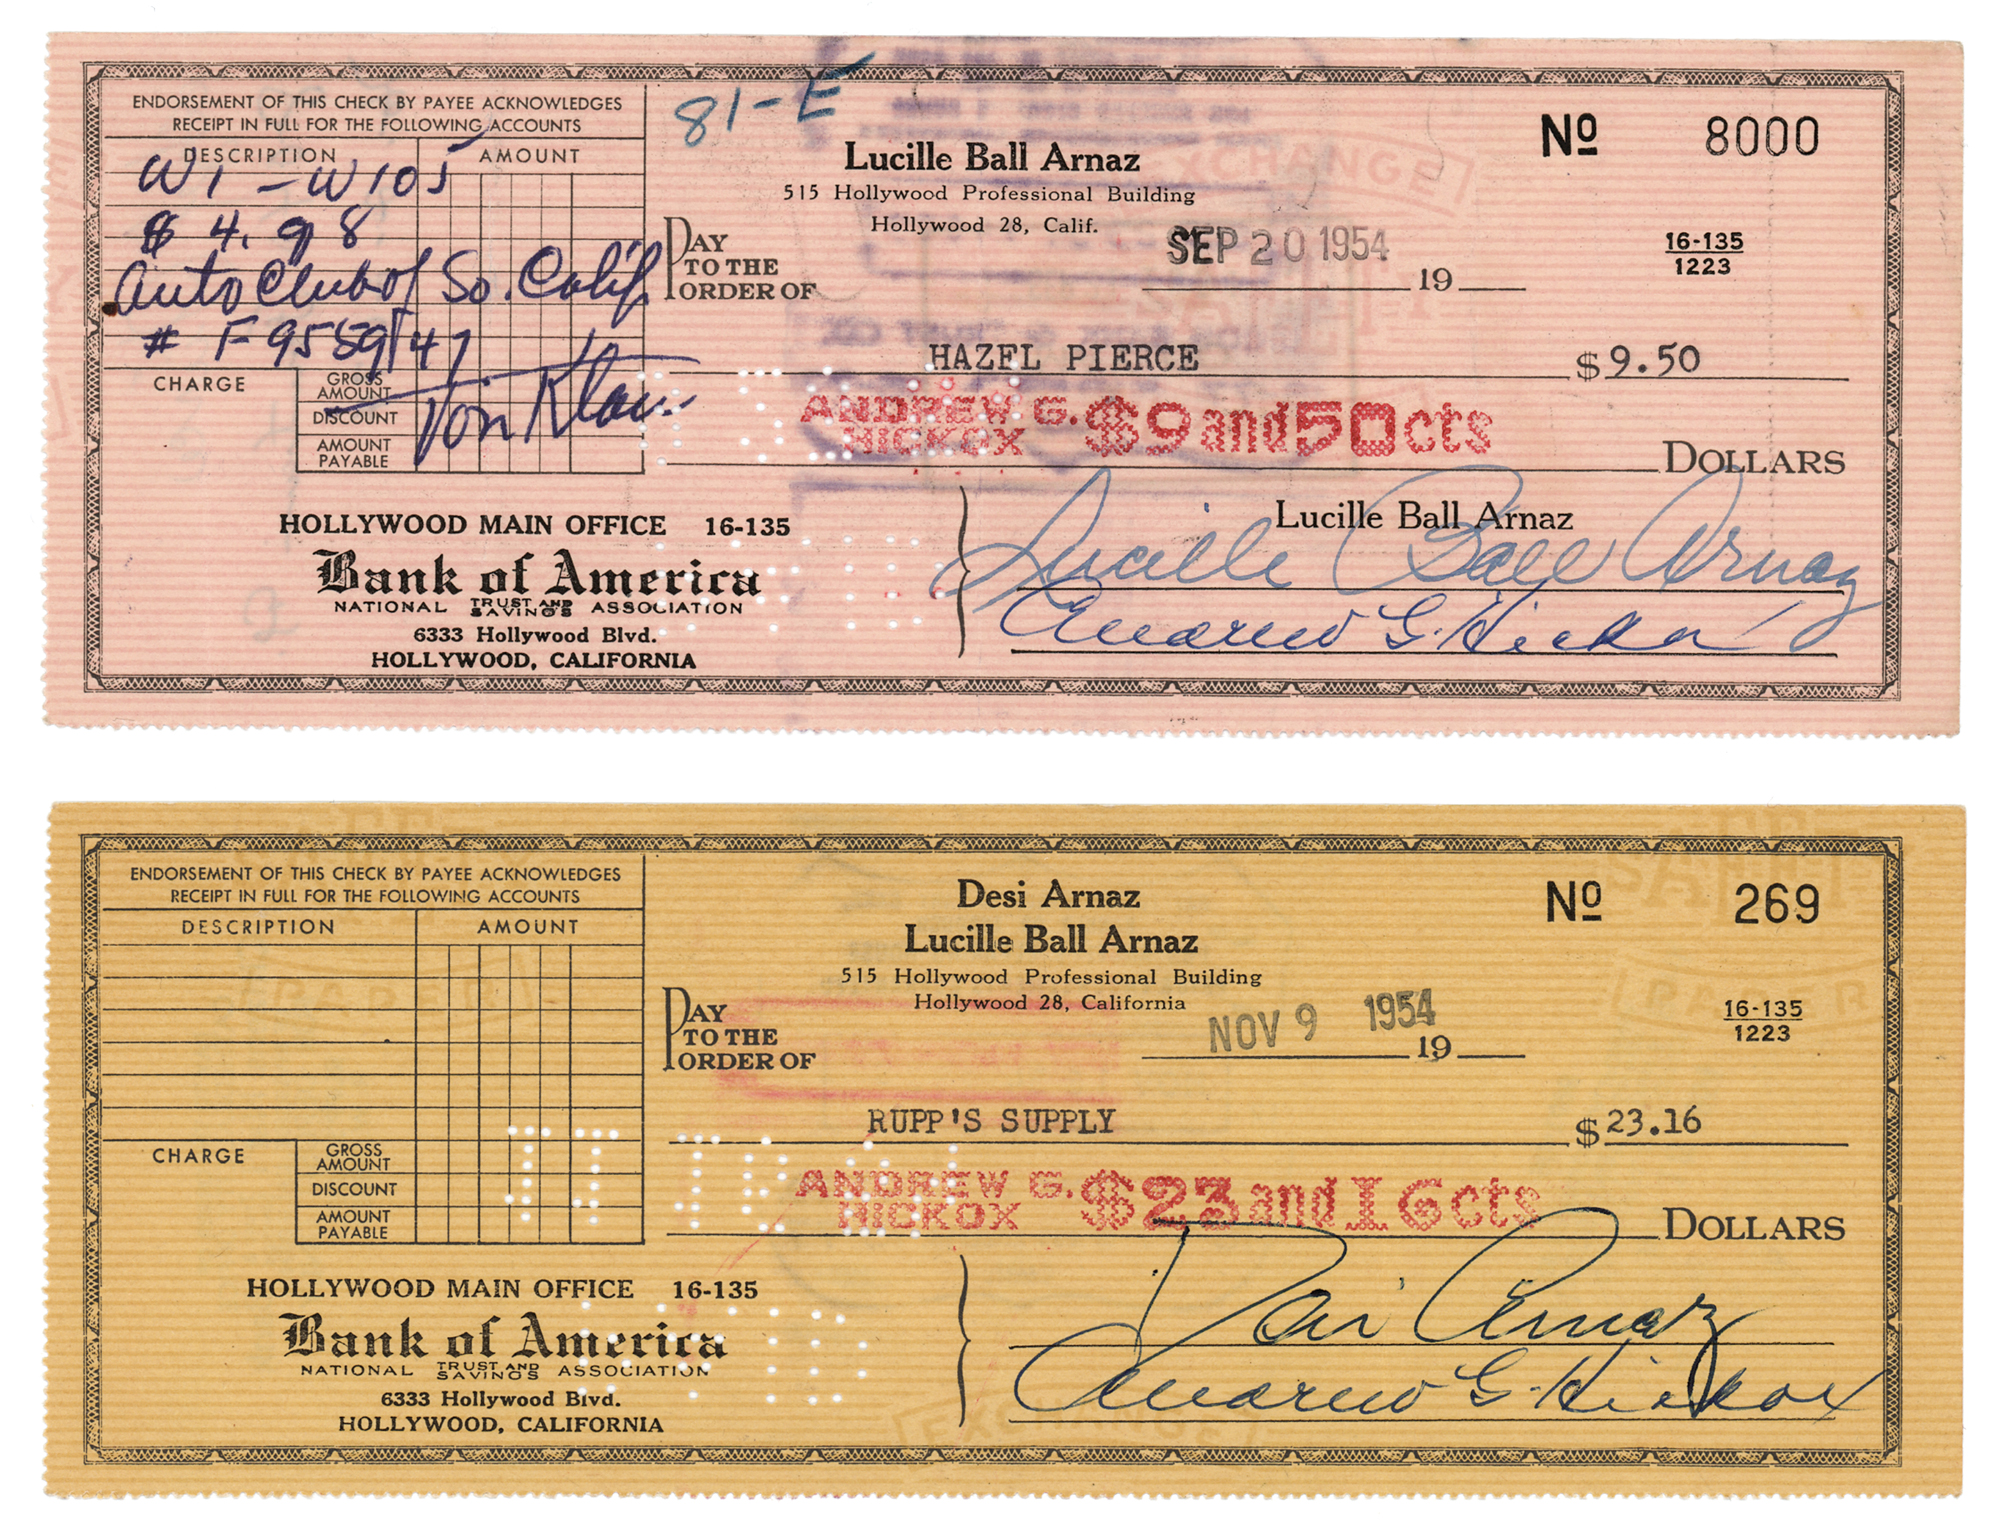 ENDORSEMENT OF THIS CHECK BY PAYEE ACKNOWLEDGES
RECEIPT IN FULL FOR THE FOLLOWING ACCOUNTS
DESCRIPTION AMOUNT
W1 - W105
$4.98
Auto Club of So. Calif.
# F9559147
CHARGE
GROSS AMOUNT
DISCOUNT
AMOUNT PAYABLE
81-E
Lucille Ball Arnaz
515 Hollywood Professional Building
Hollywood 28, Calif.
No 8000
SEP 20 1954
19
16-135
1223
PAY TO THE ORDER OF
HAZEL PIERCE $9.50
ANDREW G. HICKOX $9 and 50 cts
DOLLARS
HOLLYWOOD MAIN OFFICE 16-135
Bank of America
NATIONAL TRUST AND SAVINGS ASSOCIATION
6333 Hollywood Blvd.
HOLLYWOOD, CALIFORNIA
Lucille Ball Arnaz
Lucille Ball Arnaz
Andrew G. Hickox
ENDORSEMENT OF THIS CHECK BY PAYEE ACKNOWLEDGES
RECEIPT IN FULL FOR THE FOLLOWING ACCOUNTS
DESCRIPTION AMOUNT
CHARGE
GROSS AMOUNT
DISCOUNT
AMOUNT PAYABLE
Desi Arnaz
Lucille Ball Arnaz
515 Hollywood Professional Building
Hollywood 28, California
No 269
NOV 9 1954
19
16-135
1223
PAY TO THE ORDER OF
RUPP'S SUPPLY $23.16
ANDREW G. HICKOX $23 and 16 cts
DOLLARS
HOLLYWOOD MAIN OFFICE 16-135
Bank of America
NATIONAL TRUST AND SAVINGS ASSOCIATION
6333 Hollywood Blvd.
HOLLYWOOD, CALIFORNIA
Desi Arnaz
Andrew G. Hickox
EXCHANGE